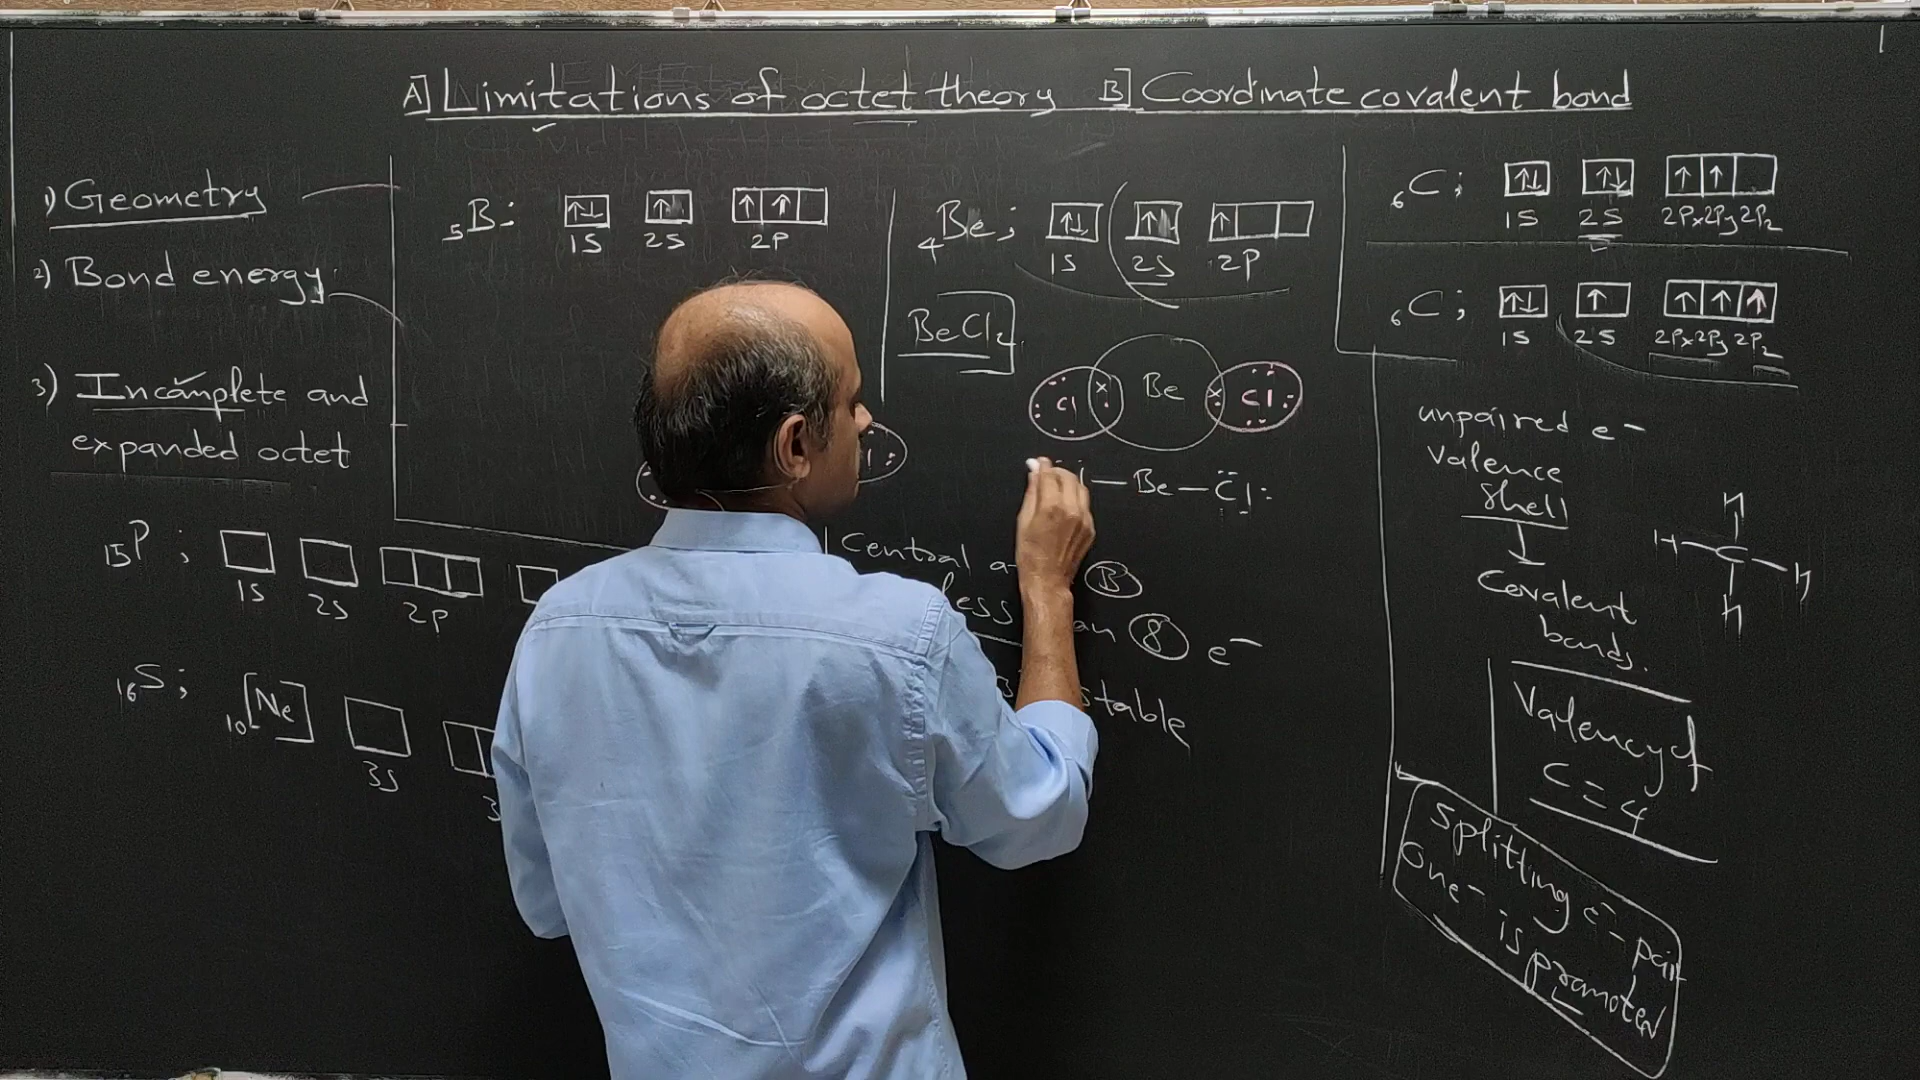 A] Limitations of octet theory B] Coordinate covalent bond
1) Geometry
2) Bond energy
3) Incomplete and
expanded octet
5B:
1S 2S 2P
4Be;
1S 2S 2P
BeCl2
Cl Be Cl
— Be — Cl
Central
B
less
8 e−
stable
15P ;
1S 2S 2P
16S ;
10[Ne]
3S
6C ;
1S 2S 2Px 2Py 2Pz
6C ;
1S 2S 2Px 2Py 2Pz
unpaired e−
Valence
shell
↓
Covalent
bonds.
H
H C H
H
Valency of
C = 4
Splitting e− pair
one− is promoted